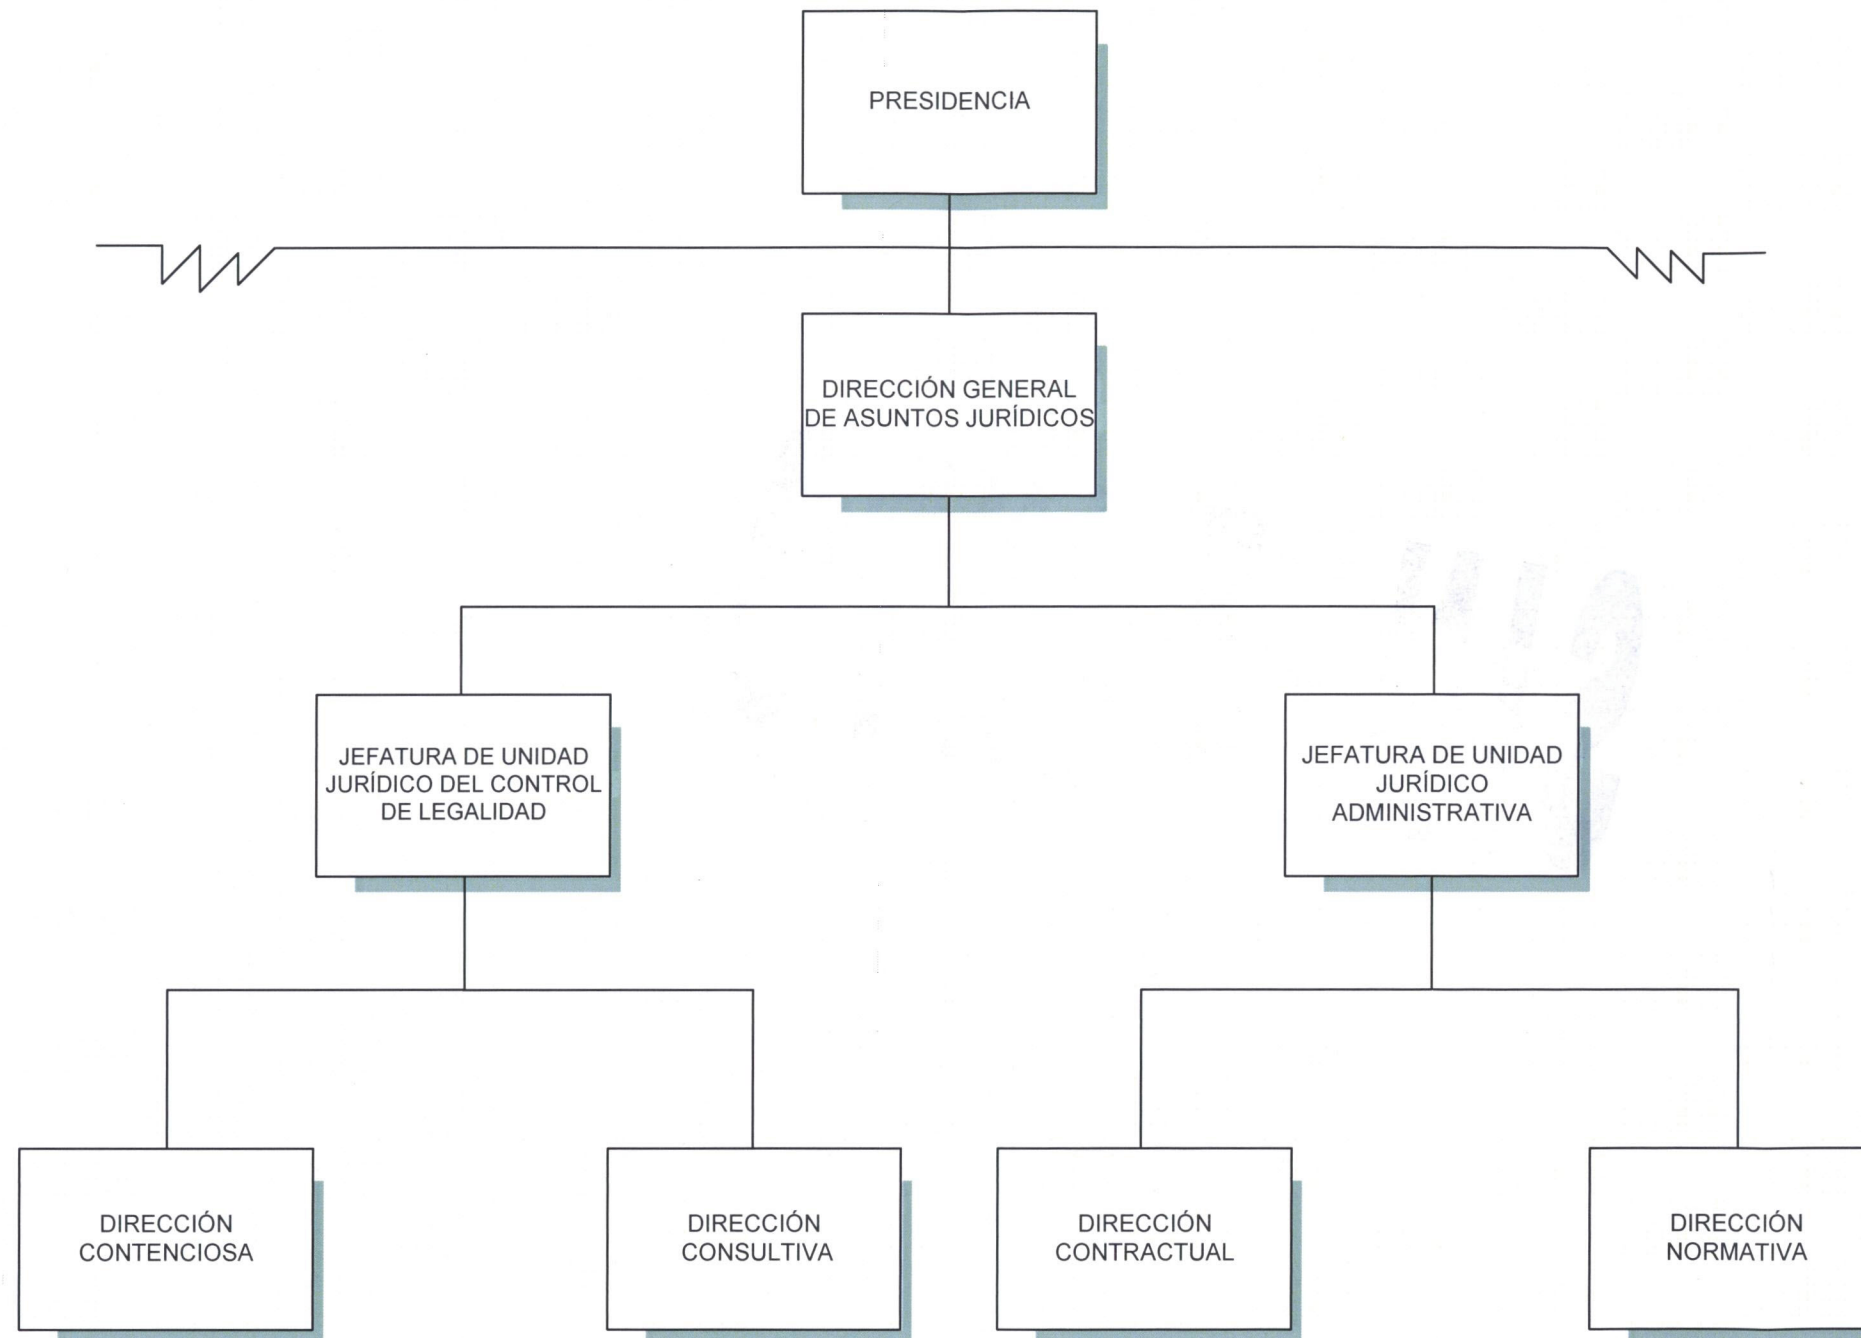 PRESIDENCIA
DIRECCIÓN GENERAL
DE ASUNTOS JURÍDICOS
JEFATURA DE UNIDAD
JURÍDICO DEL CONTROL
DE LEGALIDAD
JEFATURA DE UNIDAD
JURÍDICO
ADMINISTRATIVA
DIRECCIÓN
CONTENCIOSA
DIRECCIÓN
CONSULTIVA
DIRECCIÓN
CONTRACTUAL
DIRECCIÓN
NORMATIVA